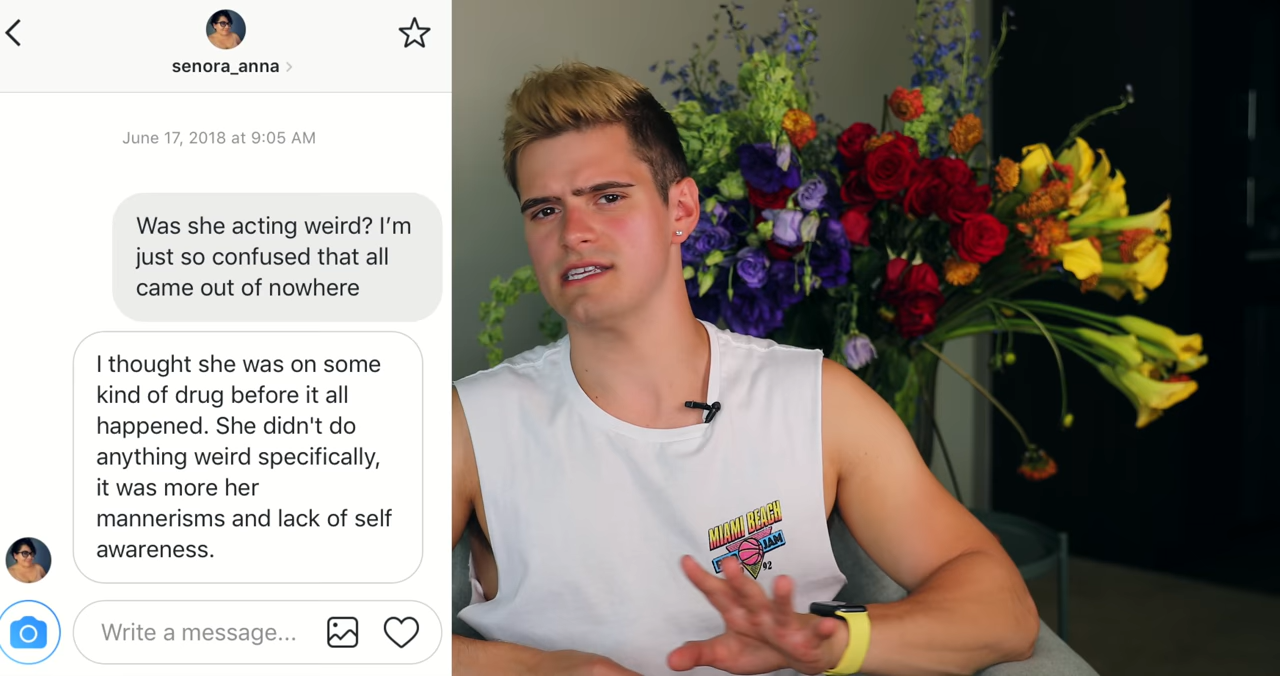 senora_anna
June 17, 2018 at 9:05 AM
Was she acting weird? I’m
just so confused that all
came out of nowhere
I thought she was on some
kind of drug before it all
happened. She didn't do
anything weird specifically,
it was more her
mannerisms and lack of self
awareness.
Write a message...
MIAMI BEACH
JAM
92